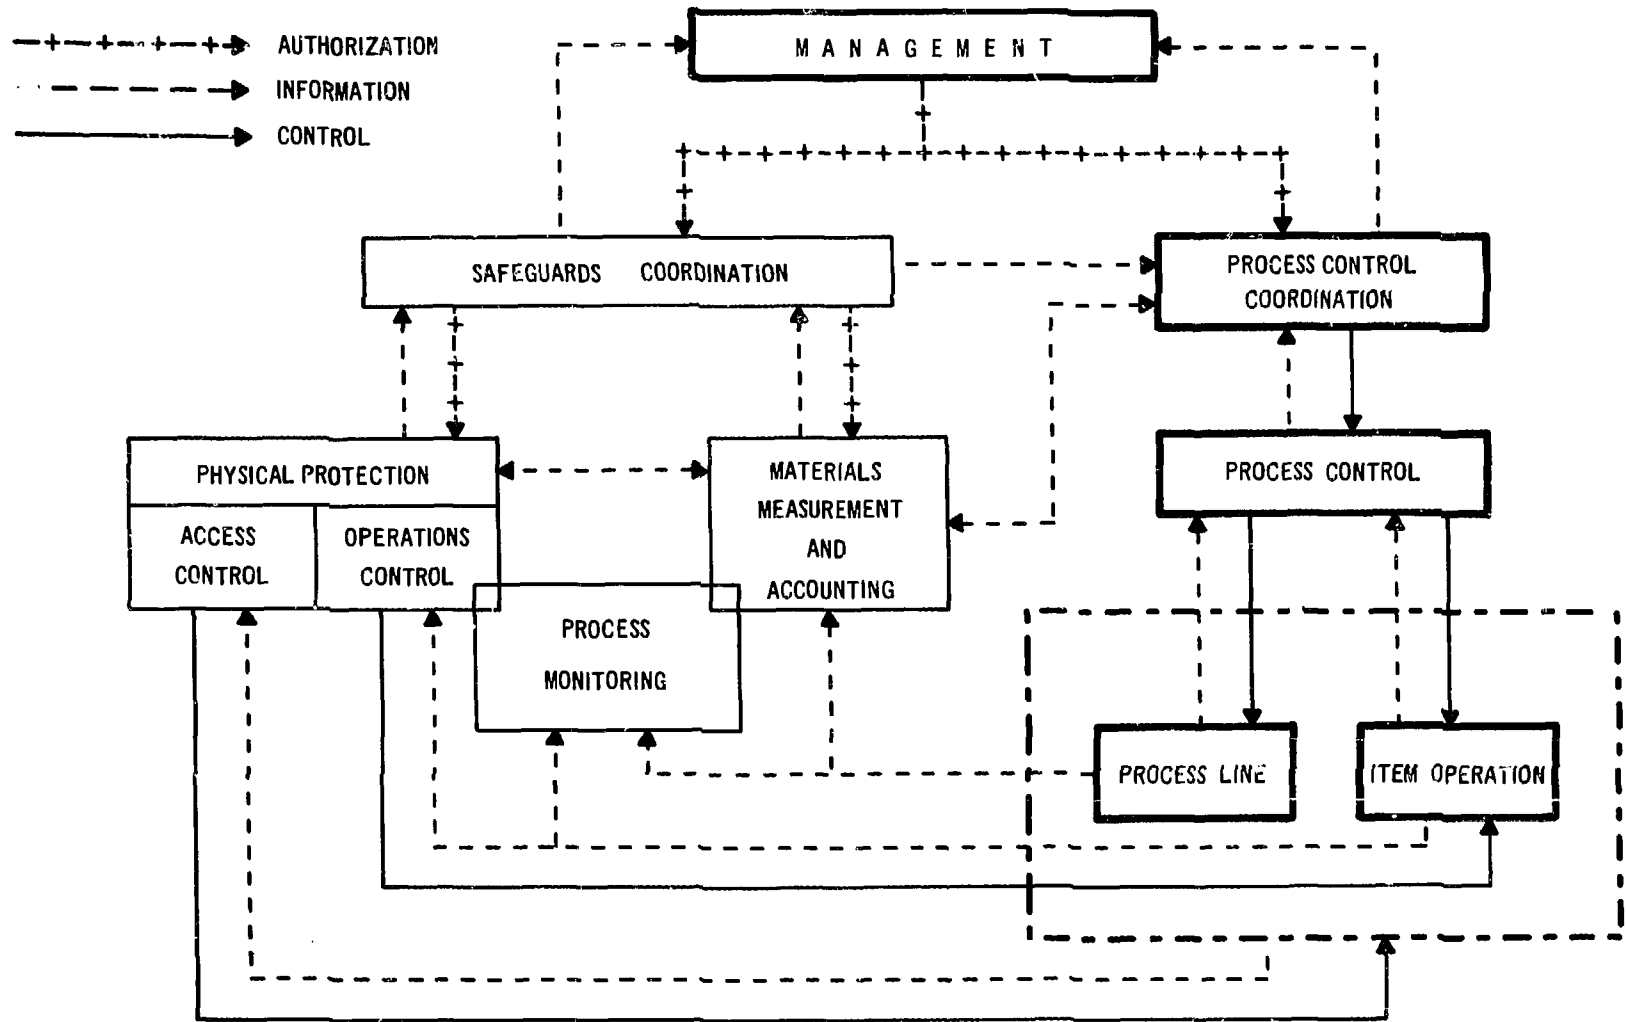 AUTHORIZATION
INFORMATION
CONTROL
MANAGEMENT
SAFEGUARDS COORDINATION
PROCESS CONTROL
COORDINATION
PHYSICAL PROTECTION
ACCESS
CONTROL
OPERATIONS
CONTROL
MATERIALS
MEASUREMENT
AND
ACCOUNTING
PROCESS CONTROL
PROCESS
MONITORING
PROCESS LINE
ITEM OPERATION